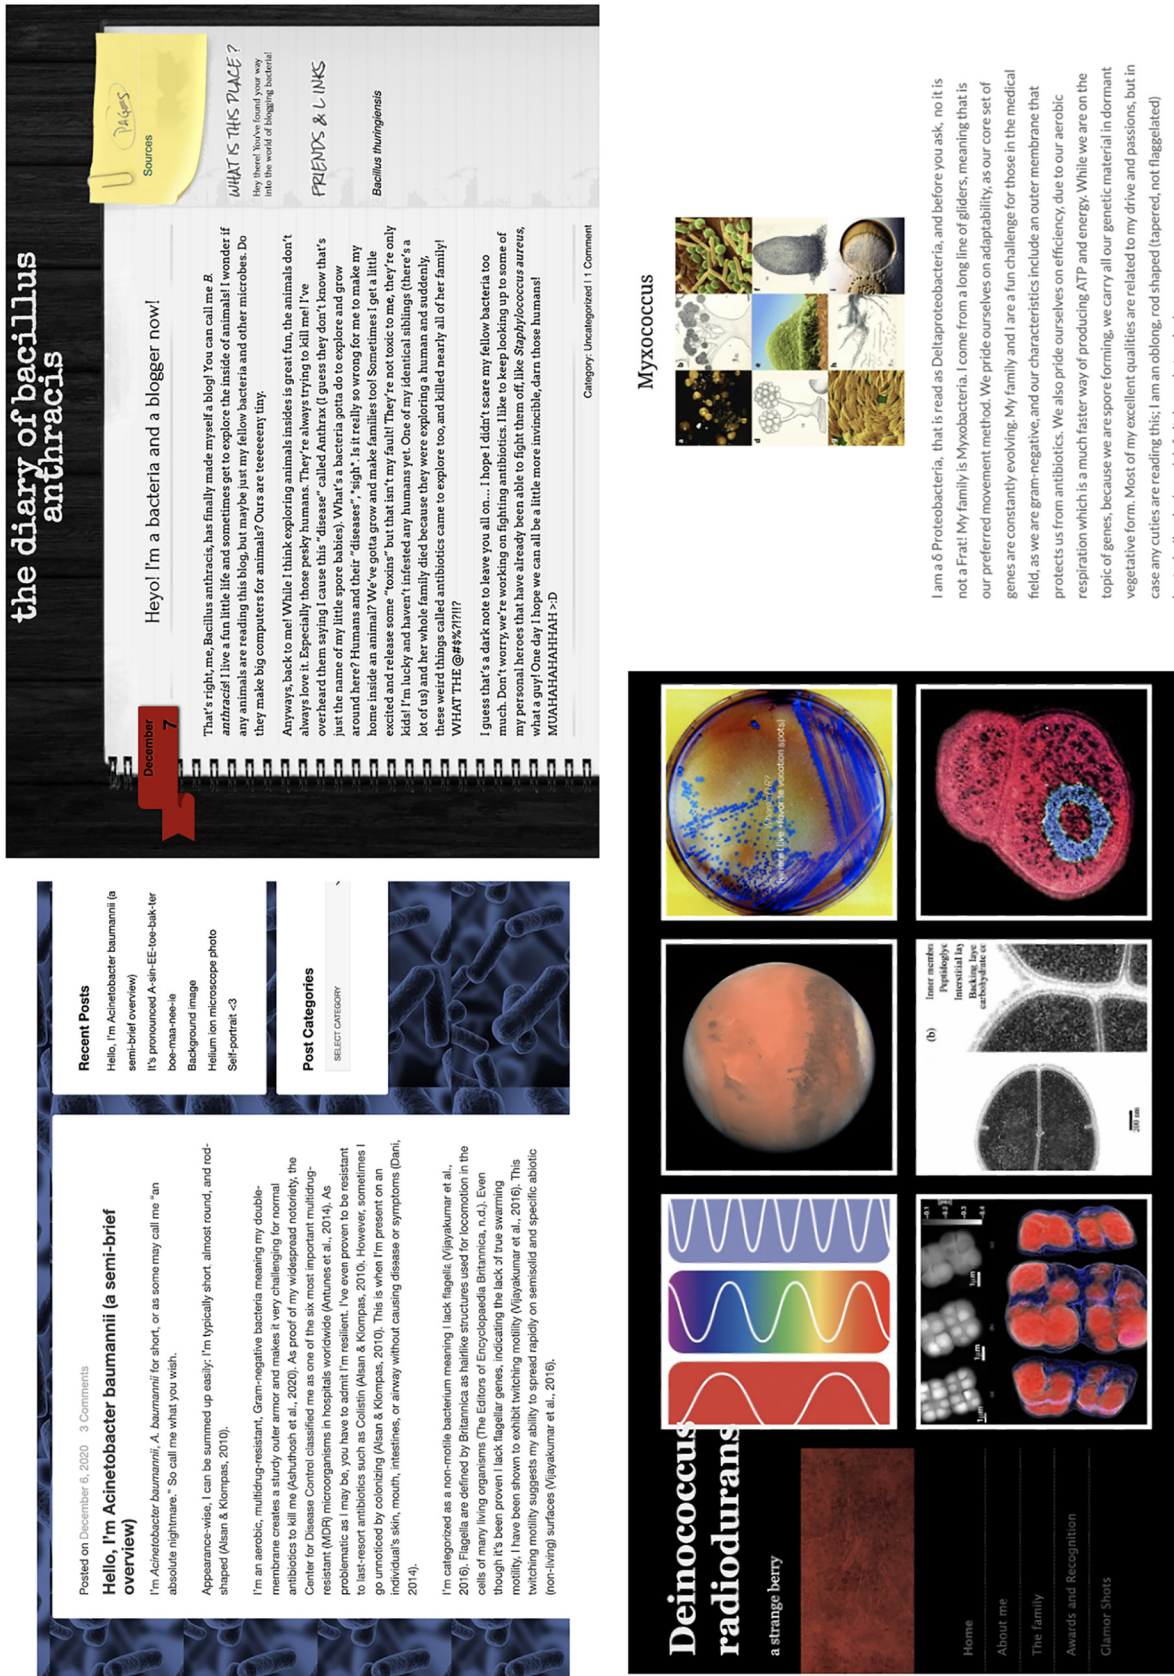 Posted on December 6, 2020 3 Comments
Hello, I'm Acinetobacter baumannii (a semi-brief
overview)
I'm Acinetobacter baumannii, A. baumannii for short, or as some may call me "an
absolute nightmare." So call me what you wish.
Appearance-wise, I can be summed up easily: I'm typically short almost round, and rod-
shaped (Alsan & Klompas, 2010).
I'm an aerobic, multidrug-resistant, Gram-negative bacteria meaning my double-
membrane creates a sturdy outer armor and makes it very challenging for normal
antibiotics to kill me (Ashuthosh et al., 2020). As proof of my widespread notoriety, the
Center for Disease Control classified me as one of the six most important multidrug-
resistant (MDR) microorganisms in hospitals worldwide (Antunes et al., 2014). As
problematic as I may be, you have to admit I'm resilient. I've even proven to be resistant
to last-resort antibiotics such as Colistin (Alsan & Klompas, 2010). However, sometimes I
go unnoticed by colonizing (Alsan & Klompas, 2010). This is when I'm present on an
individual's skin, mouth, intestines, or airway without causing disease or symptoms (Dani,
2014).
I'm categorized as a non-motile bacterium meaning I lack flagella (Vijayakumar et al.,
2016). Flagella are defined by Britannica as hairlike structures used for locomotion in the
cells of many living organisms (The Editors of Encyclopaedia Britannica, n.d.). Even
though it's been proven I lack flagellar genes, indicating the lack of true swarming
motility, I have been shown to exhibit twitching motility (Vijayakumar et al., 2016). This
twitching motility suggests my ability to spread rapidly on semisolid and specific abiotic
(non-living) surfaces (Vijayakumar et al., 2016).
Recent Posts
Hello, I'm Acinetobacter baumannii (a
semi-brief overview)
It's pronounced A-sin-EE-toe-bak-ter
boe-maa-nee-ie
Background image
Helium ion microscope photo
Self-portrait <3
Post Categories
SELECT CATEGORY
the diary of bacillus
anthracis
December
7
Heyo! I'm a bacteria and a blogger now!
That's right, me, Bacillus anthracis, has finally made myself a blog! You can call me B.
anthracis! I live a fun little life and sometimes get to explore the inside of animals! I wonder if
any animals are reading this blog, but maybe just my fellow bacteria and other microbes. Do
they make big computers for animals? Ours are teeeeeny tiny.
Anyways, back to me! While I think exploring animals insides is great fun, the animals don't
always love it. Especially those pesky humans. They're always trying to kill me! I've
overheard them saying I cause this "disease" called Anthrax (I guess they don't know that's
just the name of my little spore babies). What's a bacteria gotta do to explore and grow
around here? Humans and their "diseases", *sigh*. Is it really so wrong for me to make my
home inside an animal? We've gotta grow and make families too! Sometimes I get a little
excited and release some "toxins" but that isn't my fault! They're not toxic to me, they're only
kids! I'm lucky and haven't infested any humans yet. One of my identical siblings (there's a
lot of us) and her whole family died because they were exploring a human and suddenly,
these weird things called antibiotics came to explore too, and killed nearly all of her family!
WHAT THE @#$%?!?!!?
I guess that's a dark note to leave you all on... I hope I didn't scare my fellow bacteria too
much. Don't worry, we're working on fighting antibiotics. I like to keep looking up to some of
my personal heroes that have already been able to fight them off, like Staphylococcus aureus,
what a guy! One day I hope we can all be a little more invincible, darn those humans!
MUAHAHAHAHHAH >:D
Category: Uncategorized | 1 Comment
PAGES
Sources
WHAT IS THIS PLACE?
Hey there! You've found your way
into the world of blogging bacteria!
FRIENDS & LINKS
Bacillus thuringiensis
Deinococcus
radiodurans
a strange berry
Home
About me
The family
Awards and Recognition
Glamor Shots
1µm
1µm
1µm
-0.1
-0.2
-0.3
-0.4
200 nm
(b)
Inner membr
Peptidoglyc
Interstitial lay
Backing laye
carbohydrate co
Myxococcus
a
b
d
e
f
g
h
i
I am a δ Proteobacteria, that is read as Deltaproteobacteria, and before you ask, no it is
not a Frat! My family is Myxobacteria. I come from a long line of gliders, meaning that is
our preferred movement method. We pride ourselves on adaptability, as our core set of
genes are constantly evolving. My family and I are a fun challenge for those in the medical
field, as we are gram-negative, and our characteristics include an outer membrane that
protects us from antibiotics. We also pride ourselves on efficiency, due to our aerobic
respiration which is a much faster way of producing ATP and energy. While we are on the
topic of genes, because we are spore forming, we carry all our genetic material in dormant
vegetative form. Most of my excellent qualities are related to my drive and passions, but in
case any cuties are reading this; I am an oblong, rod shaped (tapered, not flaggelated)